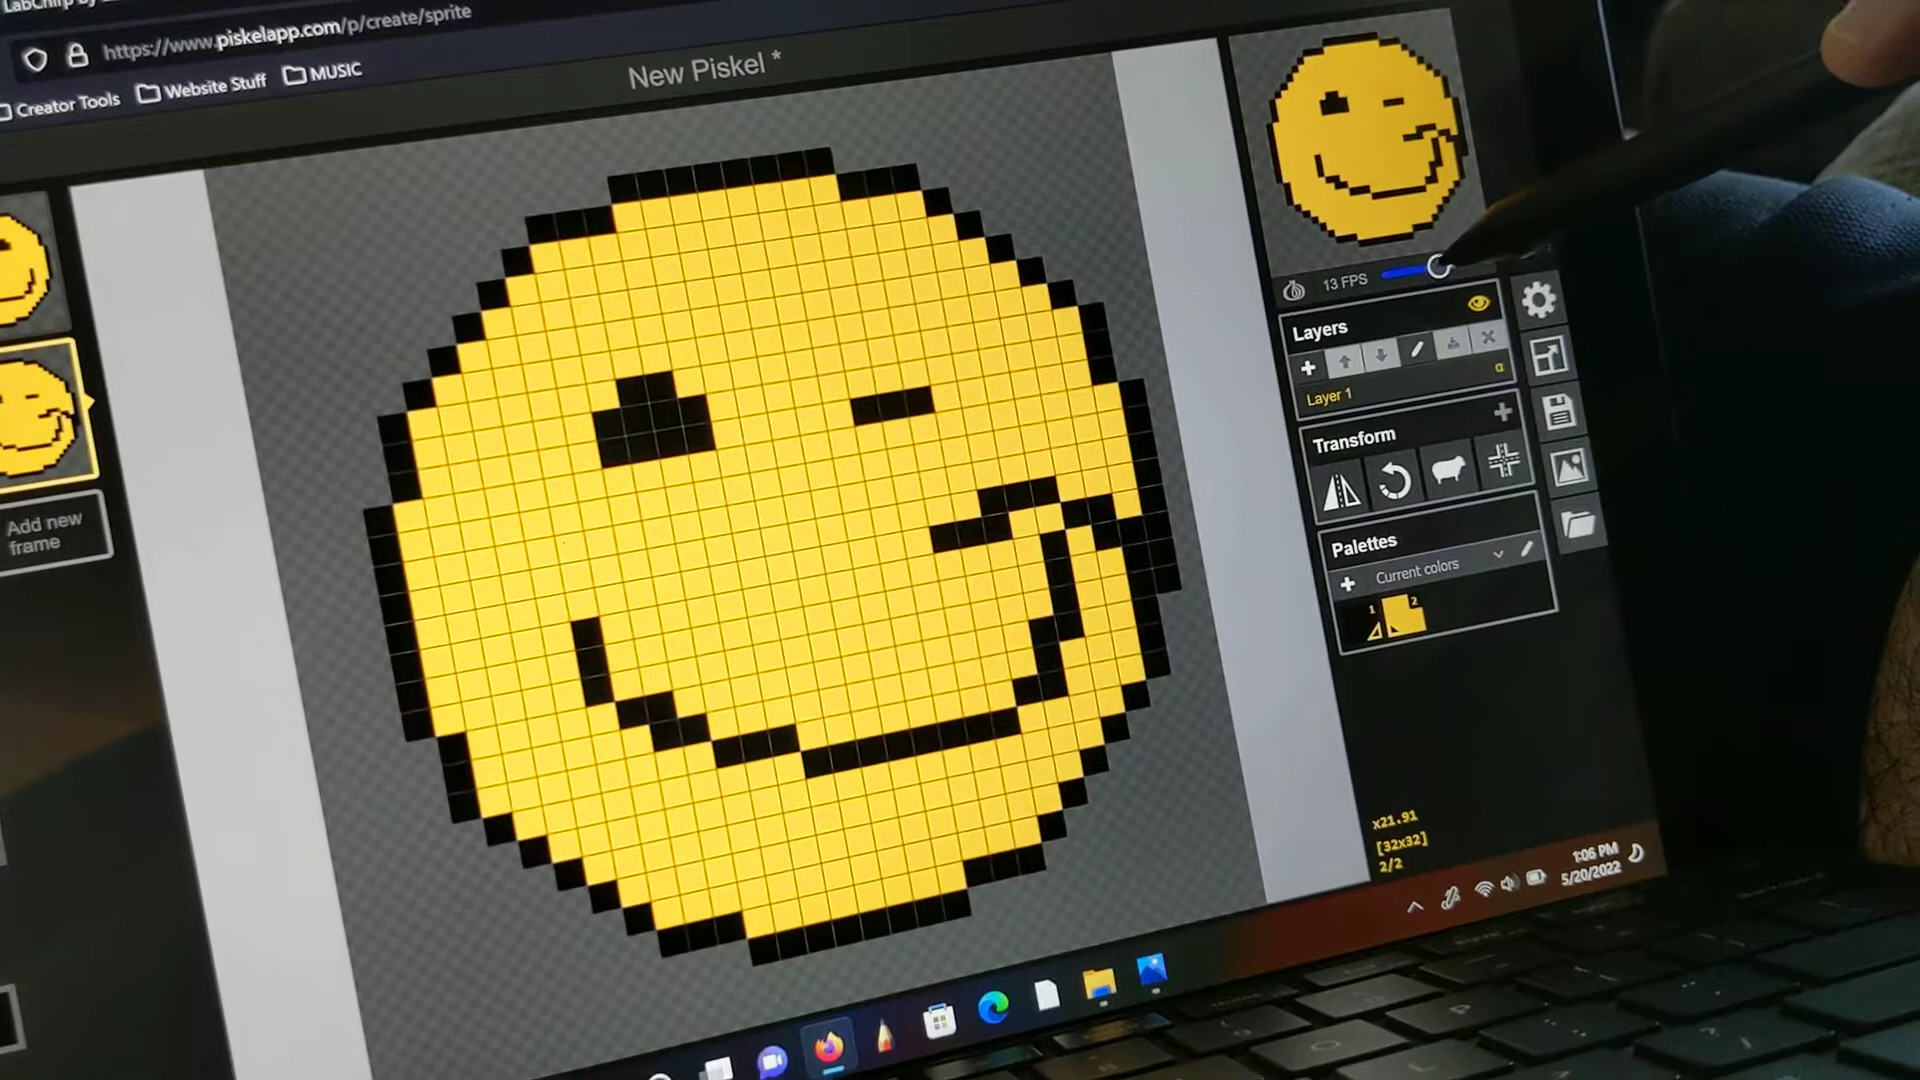 LabChirp by
https://www.piskelapp.com/p/create/sprite
Creator Tools
Website Stuff
MUSIC
New Piskel *
13 FPS
Layers
Layer 1
α
Transform
Palettes
Current colors
1
2
Add new
frame
x21.91
[32x32]
2/2
1:06 PM
5/20/2022